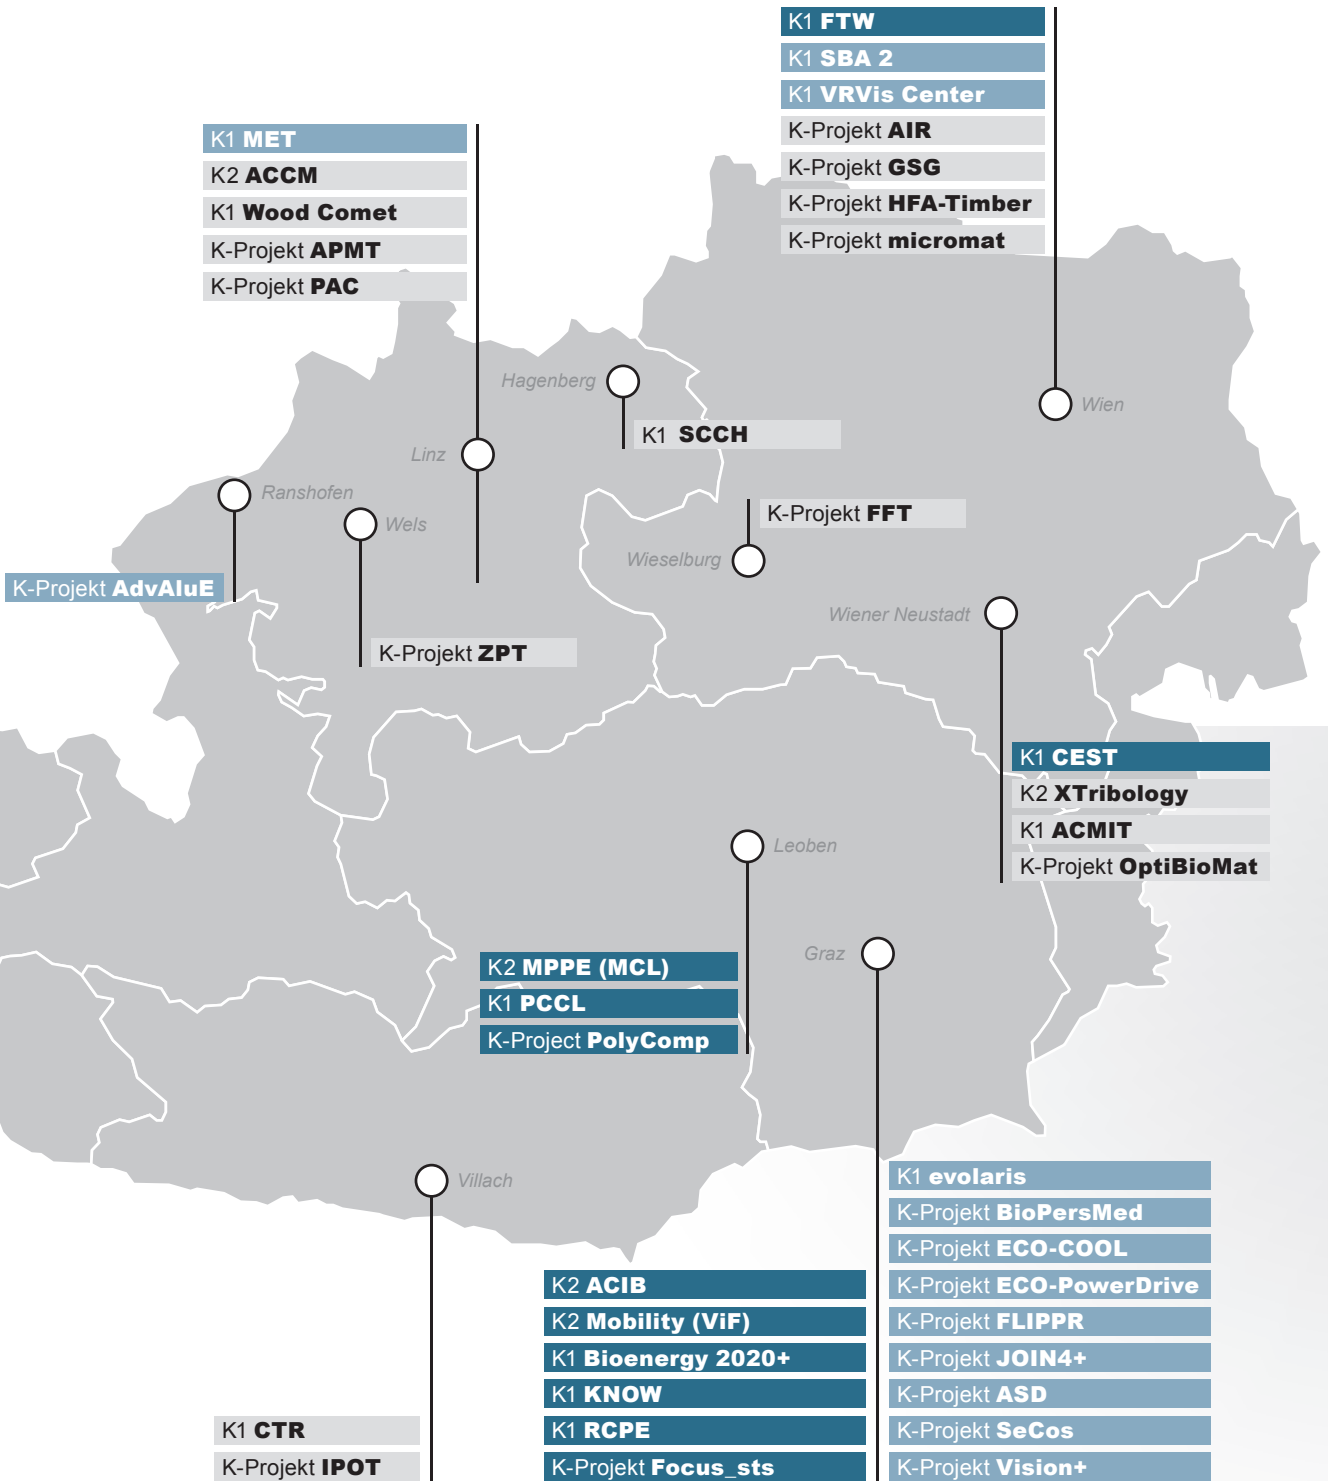 K1 FTW
K1 SBA 2
K1 VRVis Center
K-Projekt AIR
K-Projekt GSG
K-Projekt HFA-Timber
K-Projekt micromat
K1 MET
K2 ACCM
K1 Wood Comet
K-Projekt APMT
K-Projekt PAC
Hagenberg
Wien
K1 SCCH
Linz
Ranshofen
Wels
K-Projekt FFT
Wieselburg
K-Projekt AdvAluE
Wiener Neustadt
K-Projekt ZPT
K1 CEST
K2 XTribology
K1 ACMIT
K-Projekt OptiBioMat
Leoben
Graz
K2 MPPE (MCL)
K1 PCCL
K-Project PolyComp
Villach
K1 evolaris
K-Projekt BioPersMed
K-Projekt ECO-COOL
K-Projekt ECO-PowerDrive
K-Projekt FLIPPR
K-Projekt JOIN4+
K-Projekt ASD
K-Projekt SeCos
K-Projekt Vision+
K2 ACIB
K2 Mobility (ViF)
K1 Bioenergy 2020+
K1 KNOW
K1 RCPE
K-Projekt Focus_sts
K1 CTR
K-Projekt IPOT